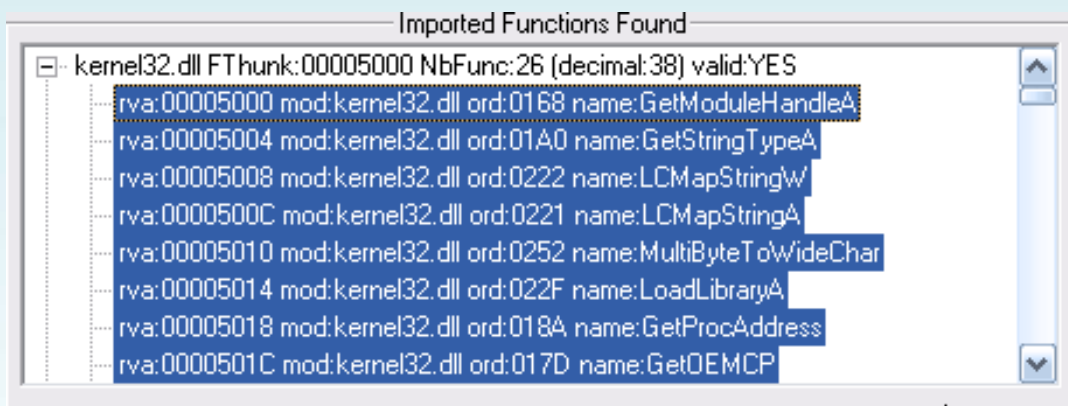 Imported Functions Found
kernel32.dll FThunk:00005000 NbFunc:26 (decimal:38) valid:YES
rva:00005000 mod:kernel32.dll ord:0168 name:GetModuleHandleA
rva:00005004 mod:kernel32.dll ord:01A0 name:GetStringTypeA
rva:00005008 mod:kernel32.dll ord:0222 name:LCMapStringW
rva:0000500C mod:kernel32.dll ord:0221 name:LCMapStringA
rva:00005010 mod:kernel32.dll ord:0252 name:MultiByteToWideChar
rva:00005014 mod:kernel32.dll ord:022F name:LoadLibraryA
rva:00005018 mod:kernel32.dll ord:018A name:GetProcAddress
rva:0000501C mod:kernel32.dll ord:017D name:GetOEMCP